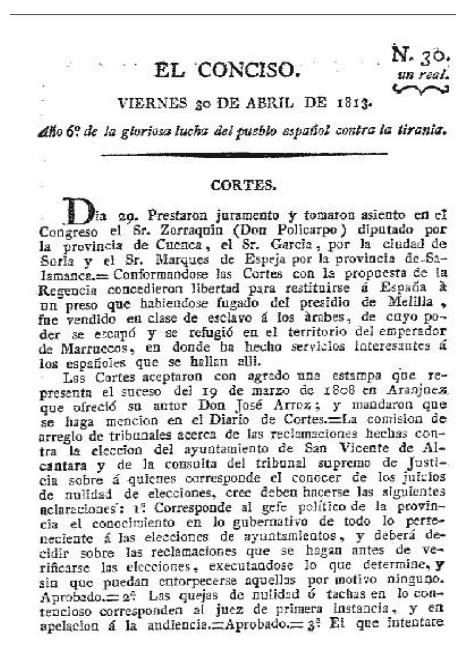 N. 30.
EL CONCISO.
un real.
VIERNES 30 DE ABRIL DE 1813.
Año 6º de la gloriosa lucha del pueblo español contra la tirania.
CORTES.
Dia 29. Prestaron juramento y tomaron asiento en el
Congreso el Sr. Zorraquin (Don Policarpo) diputado por
la provincia de Cuenca, el Sr. Garcia, por la ciudad de
Soria y el Sr. Marques de Espeja por la provincia de Sa-
lamanca.= Conformandose las Cortes con la propuesta de la
Regencia concedieron libertad para restituirse á España à
un preso que habiendose fugado del presidio de Melilla,
fue vendido en clase de esclavo á los àrabes, de cuyo po-
der se escapó y se refugió en el territorio del emperador
de Marruecos, en donde ha hecho servicios interesantes á
los españoles que se hallan alli.
Las Cortes aceptaron con agrado una estampa que re-
presenta el suceso del 19 de marzo de 1808 en Aranjuez
que ofreció su autor Don José Arroz; y mandaron que
se haga mencion en el Diario de Cortes.=La comision de
arreglo de tribunales acerca de las reclamaciones hechas con-
tra la eleccion del ayuntamiento de San Vicente de Al-
cantara y de la consulta del tribunal supremo de Justi-
cia sobre á quienes corresponde el conocer de los juicios
de nulidad de elecciones, cree deben hacerse las siguientes
aclaraciones: 1ª Corresponde al gefe político de la provin-
cia el conocimiento en lo gubernativo de todo lo perte-
neciente á las elecciones de ayuntamientos, y deberá de-
cidir sobre las reclamaciones que se hagan antes de ve-
rificarse las elecciones, executandose lo que determine, y
sin que puedan entorpecerse aquellas por motivo ninguno.
Aprobado.= 2ª Las quejas de nulidad ó tachas en lo con-
tencioso corresponden al juez de primera instancia, y en
apelacion á la audiencia.=Aprobado.= 3ª El que intentare